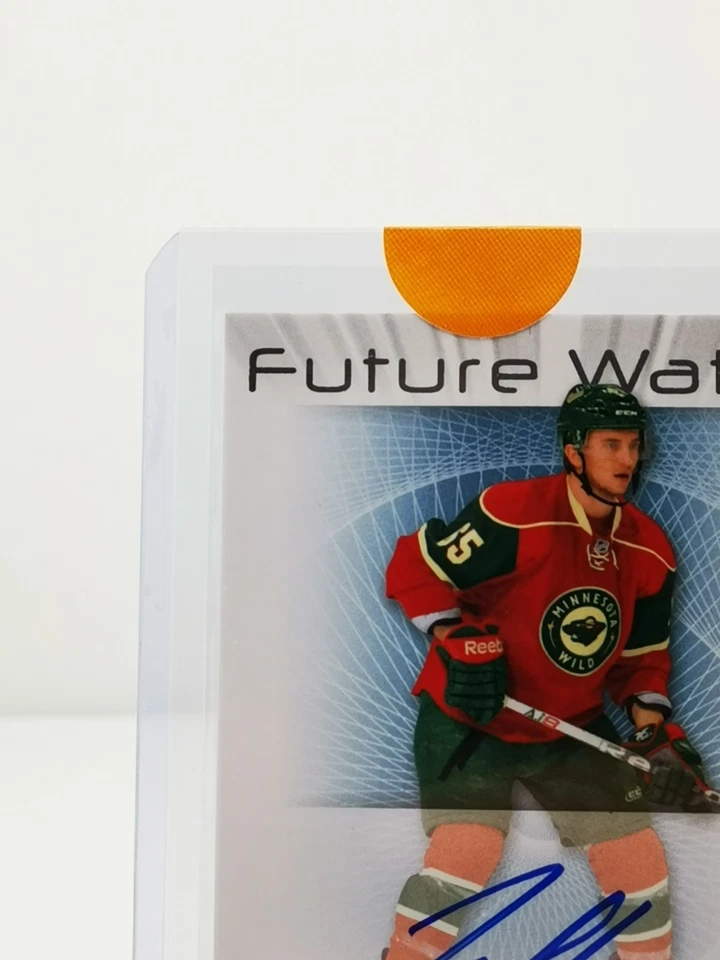 Future Wat
CCM
15
MINNESOTA
WILD
Reeb